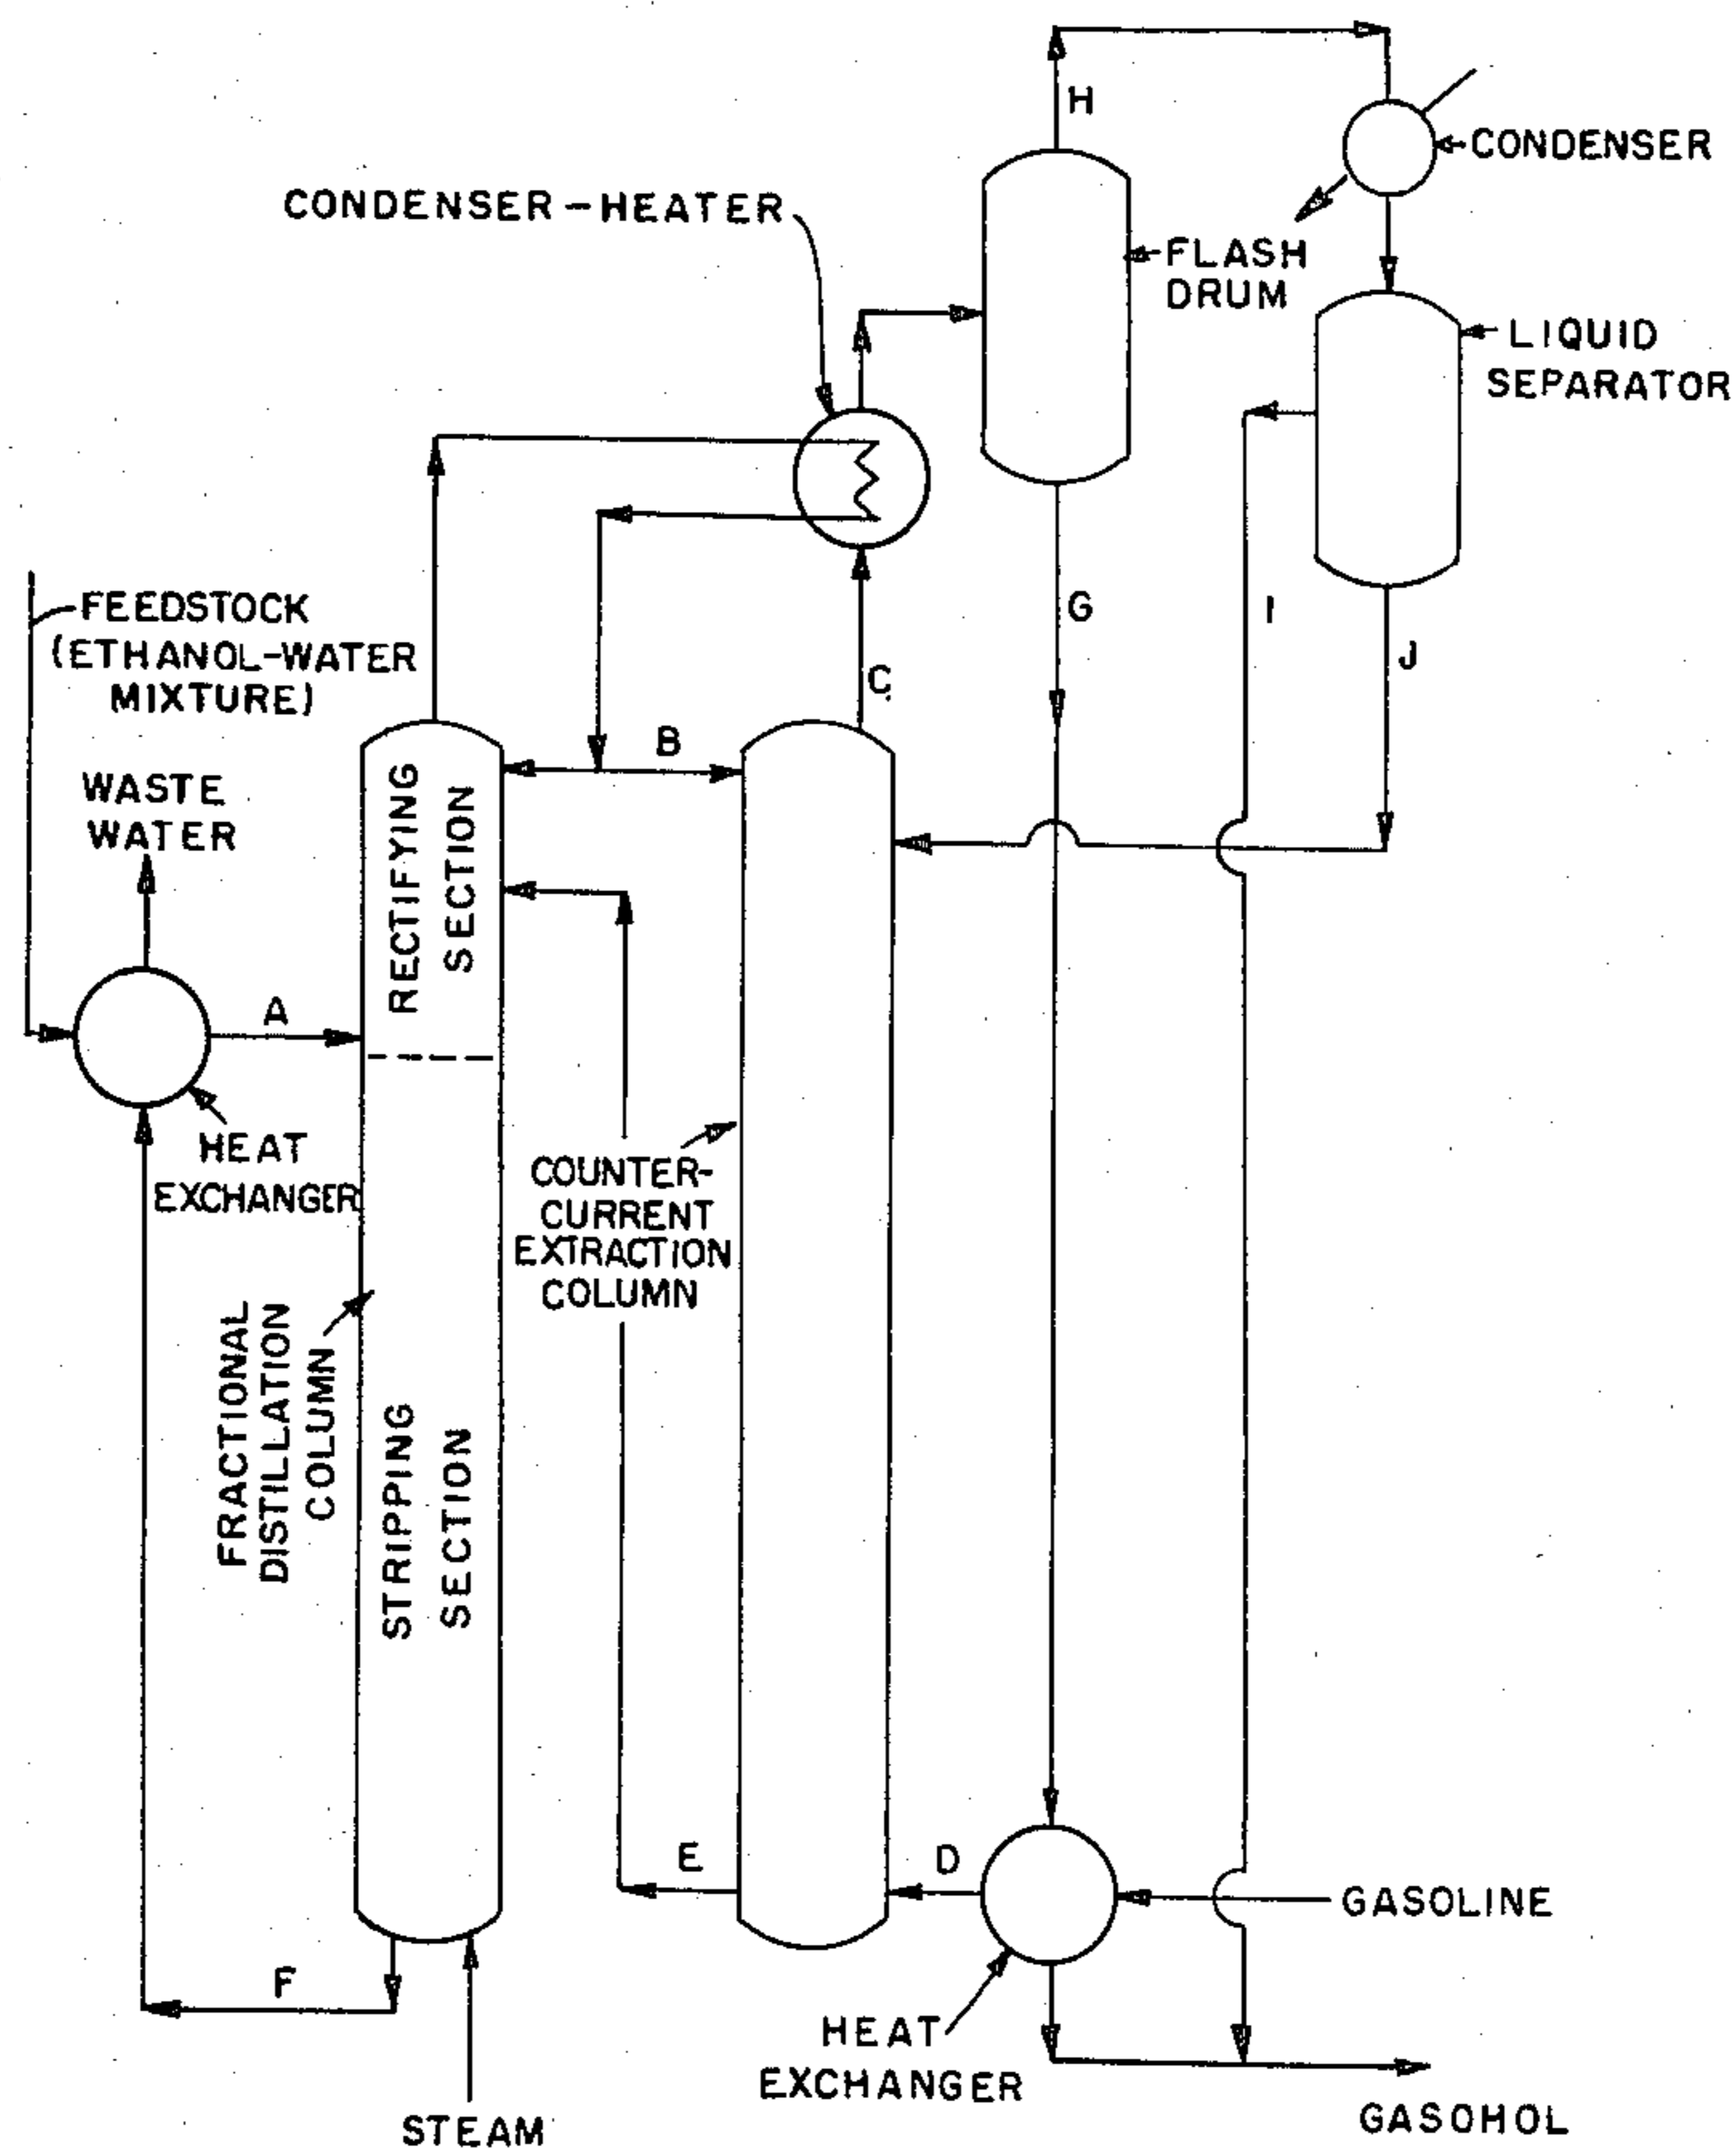 H
CONDENSER
CONDENSER-HEATER
FLASH
DRUM
LIQUID
SEPARATOR
FEEDSTOCK
(ETHANOL-WATER
MIXTURE)
G
I
J
C
B
WASTE
WATER
RECTIFYING
SECTION
A
HEAT
EXCHANGER
COUNTER-
CURRENT
EXTRACTION
COLUMN
FRACTIONAL
DISTILLATION
COLUMN
STRIPPING
SECTION
E
D
GASOLINE
F
HEAT
EXCHANGER
STEAM
GASOHOL